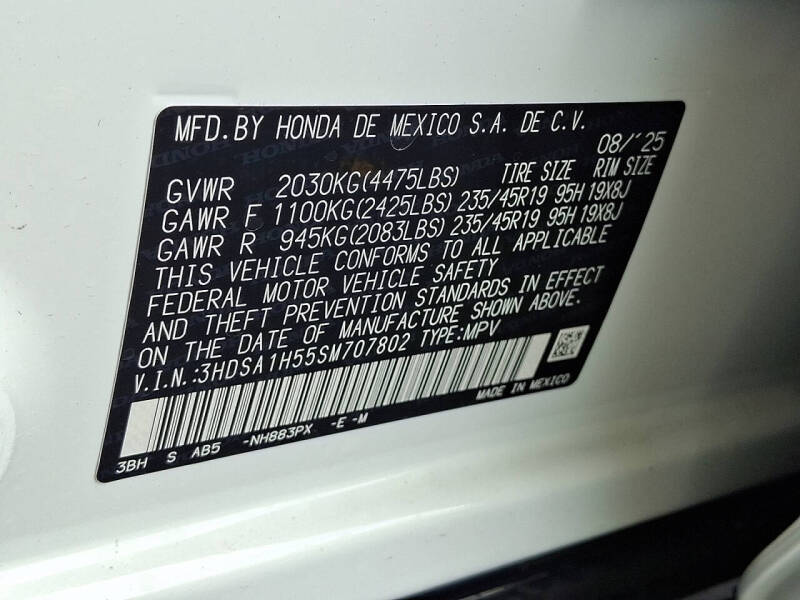 MFD.BY HONDA DE MEXICO S.A. DE C.V. 08/'25
GVWR 2030KG(4475LBS) TIRE SIZE RIM SIZE
GAWR F 1100KG(2425LBS) 235/45R19 95H 19X8J
GAWR R 945KG(2083LBS) 235/45R19 95H 19X8J
THIS VEHICLE CONFORMS TO ALL APPLICABLE
FEDERAL MOTOR VEHICLE SAFETY
AND THEFT PREVENTION STANDARDS IN EFFECT
ON THE DATE OF MANUFACTURE SHOWN ABOVE.
V.I.N.:3HDSA1H55SM707802 TYPE:MPV
MADE IN MEXICO
3BH S AB5 -NH883PX -E -M